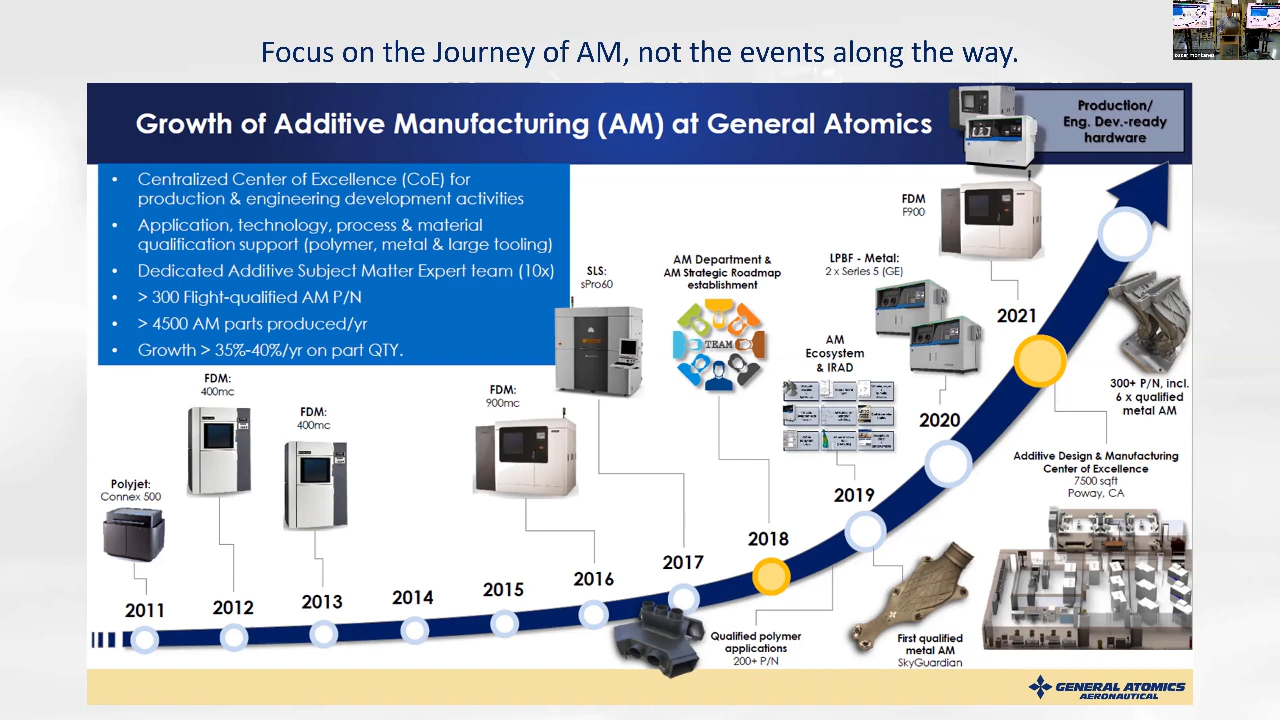 Focus on the Journey of AM, not the events along the way.
Growth of Additive Manufacturing (AM) at General Atomics
Production/
Eng. Dev.-ready
hardware
• Centralized Center of Excellence (CoE) for
production & engineering development activities
• Application, technology, process & material
qualification support (polymer, metal & large tooling)
• Dedicated Additive Subject Matter Expert team (10x)
• > 300 Flight-qualified AM P/N
• > 4500 AM parts produced/yr
• Growth > 35%-40%/yr on part QTY.
Polyjet:
Connex 500
FDM:
400mc
FDM:
400mc
FDM:
900mc
SLS:
sPro60
AM Department &
AM Strategic Roadmap
establishment
TEAM
AM
Ecosystem
& IRAD
LPBF - Metal:
2 x Series 5 (GE)
FDM
F900
2011
2012
2013
2014
2015
2016
2017
2018
2019
2020
2021
300+ P/N, incl.
6 x qualified
metal AM
Additive Design & Manufacturing
Center of Excellence
7500 sqft
Poway, CA
Qualified polymer
applications
200+ P/N
First qualified
metal AM
SkyGuardian
GENERAL ATOMICS
AERONAUTICAL